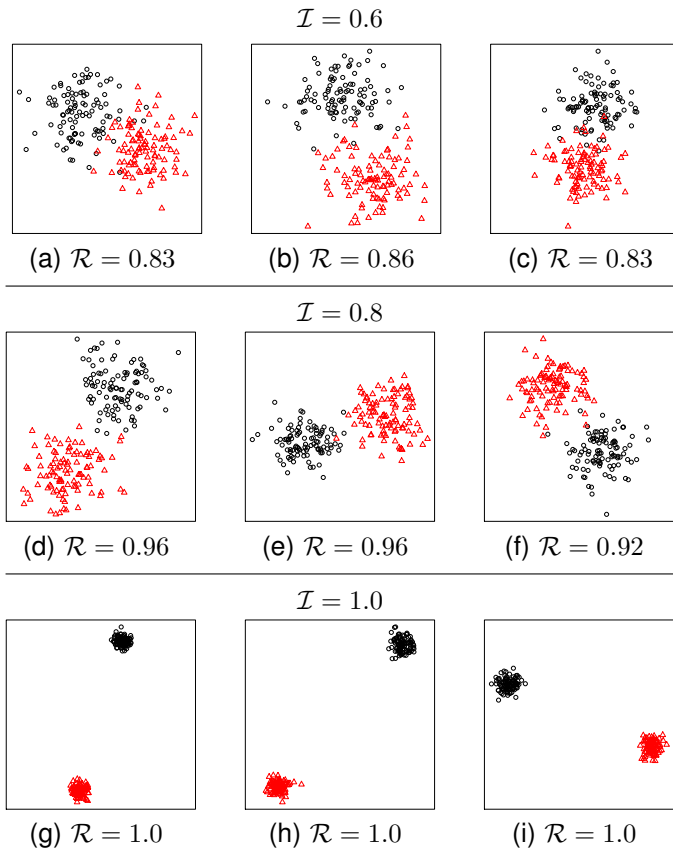 ℐ = 0.6
(a) ℛ = 0.83 (b) ℛ = 0.86 (c) ℛ = 0.83
ℐ = 0.8
(d) ℛ = 0.96 (e) ℛ = 0.96 (f) ℛ = 0.92
ℐ = 1.0
(g) ℛ = 1.0 (h) ℛ = 1.0 (i) ℛ = 1.0